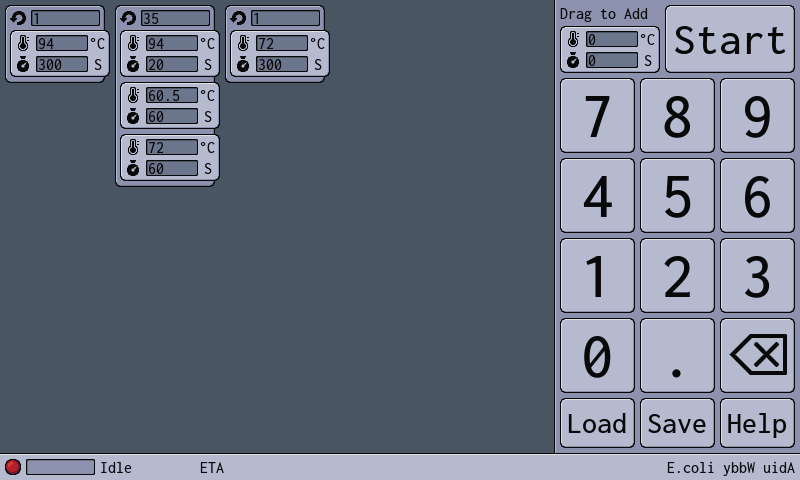 1
94 °C
300 S
35
94 °C
20 S
60.5 °C
60 S
72 °C
60 S
1
72 °C
300 S
Drag to Add
0 °C
0 S
Start
7 8 9
4 5 6
1 2 3
0 .
Load Save Help
Idle ETA E.coli ybbW uidA